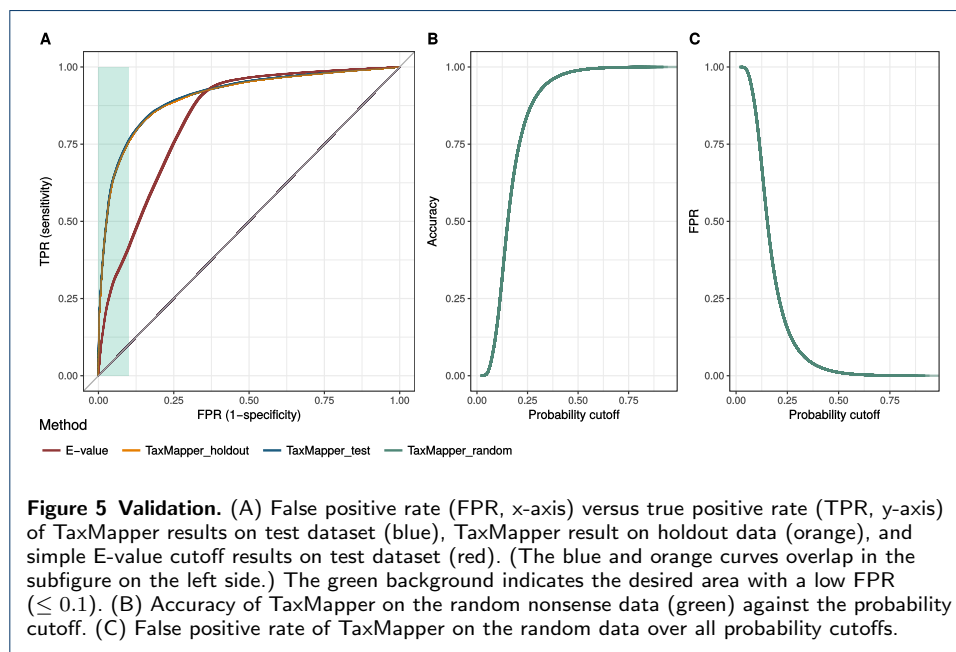 A
B
C
1.00
0.75
0.50
0.25
0.00
TPR (sensitivity)
0.00 0.25 0.50 0.75 1.00
FPR (1−specificity)
1.00
0.75
0.50
0.25
0.00
Accuracy
0.00 0.25 0.50 0.75
Probability cutoff
1.00
0.75
0.50
0.25
0.00
FPR
0.00 0.25 0.50 0.75
Probability cutoff
Method
E−value TaxMapper_holdout TaxMapper_test TaxMapper_random
Figure 5 Validation. (A) False positive rate (FPR, x-axis) versus true positive rate (TPR, y-axis)
of TaxMapper results on test dataset (blue), TaxMapper result on holdout data (orange), and
simple E-value cutoff results on test dataset (red). (The blue and orange curves overlap in the
subfigure on the left side.) The green background indicates the desired area with a low FPR
(≤ 0.1). (B) Accuracy of TaxMapper on the random nonsense data (green) against the probability
cutoff. (C) False positive rate of TaxMapper on the random data over all probability cutoffs.